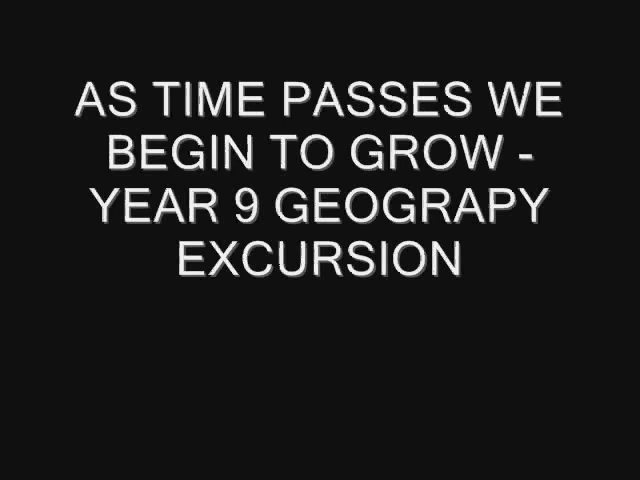 AS TIME PASSES WE
BEGIN TO GROW -
YEAR 9 GEOGRAPY
EXCURSION